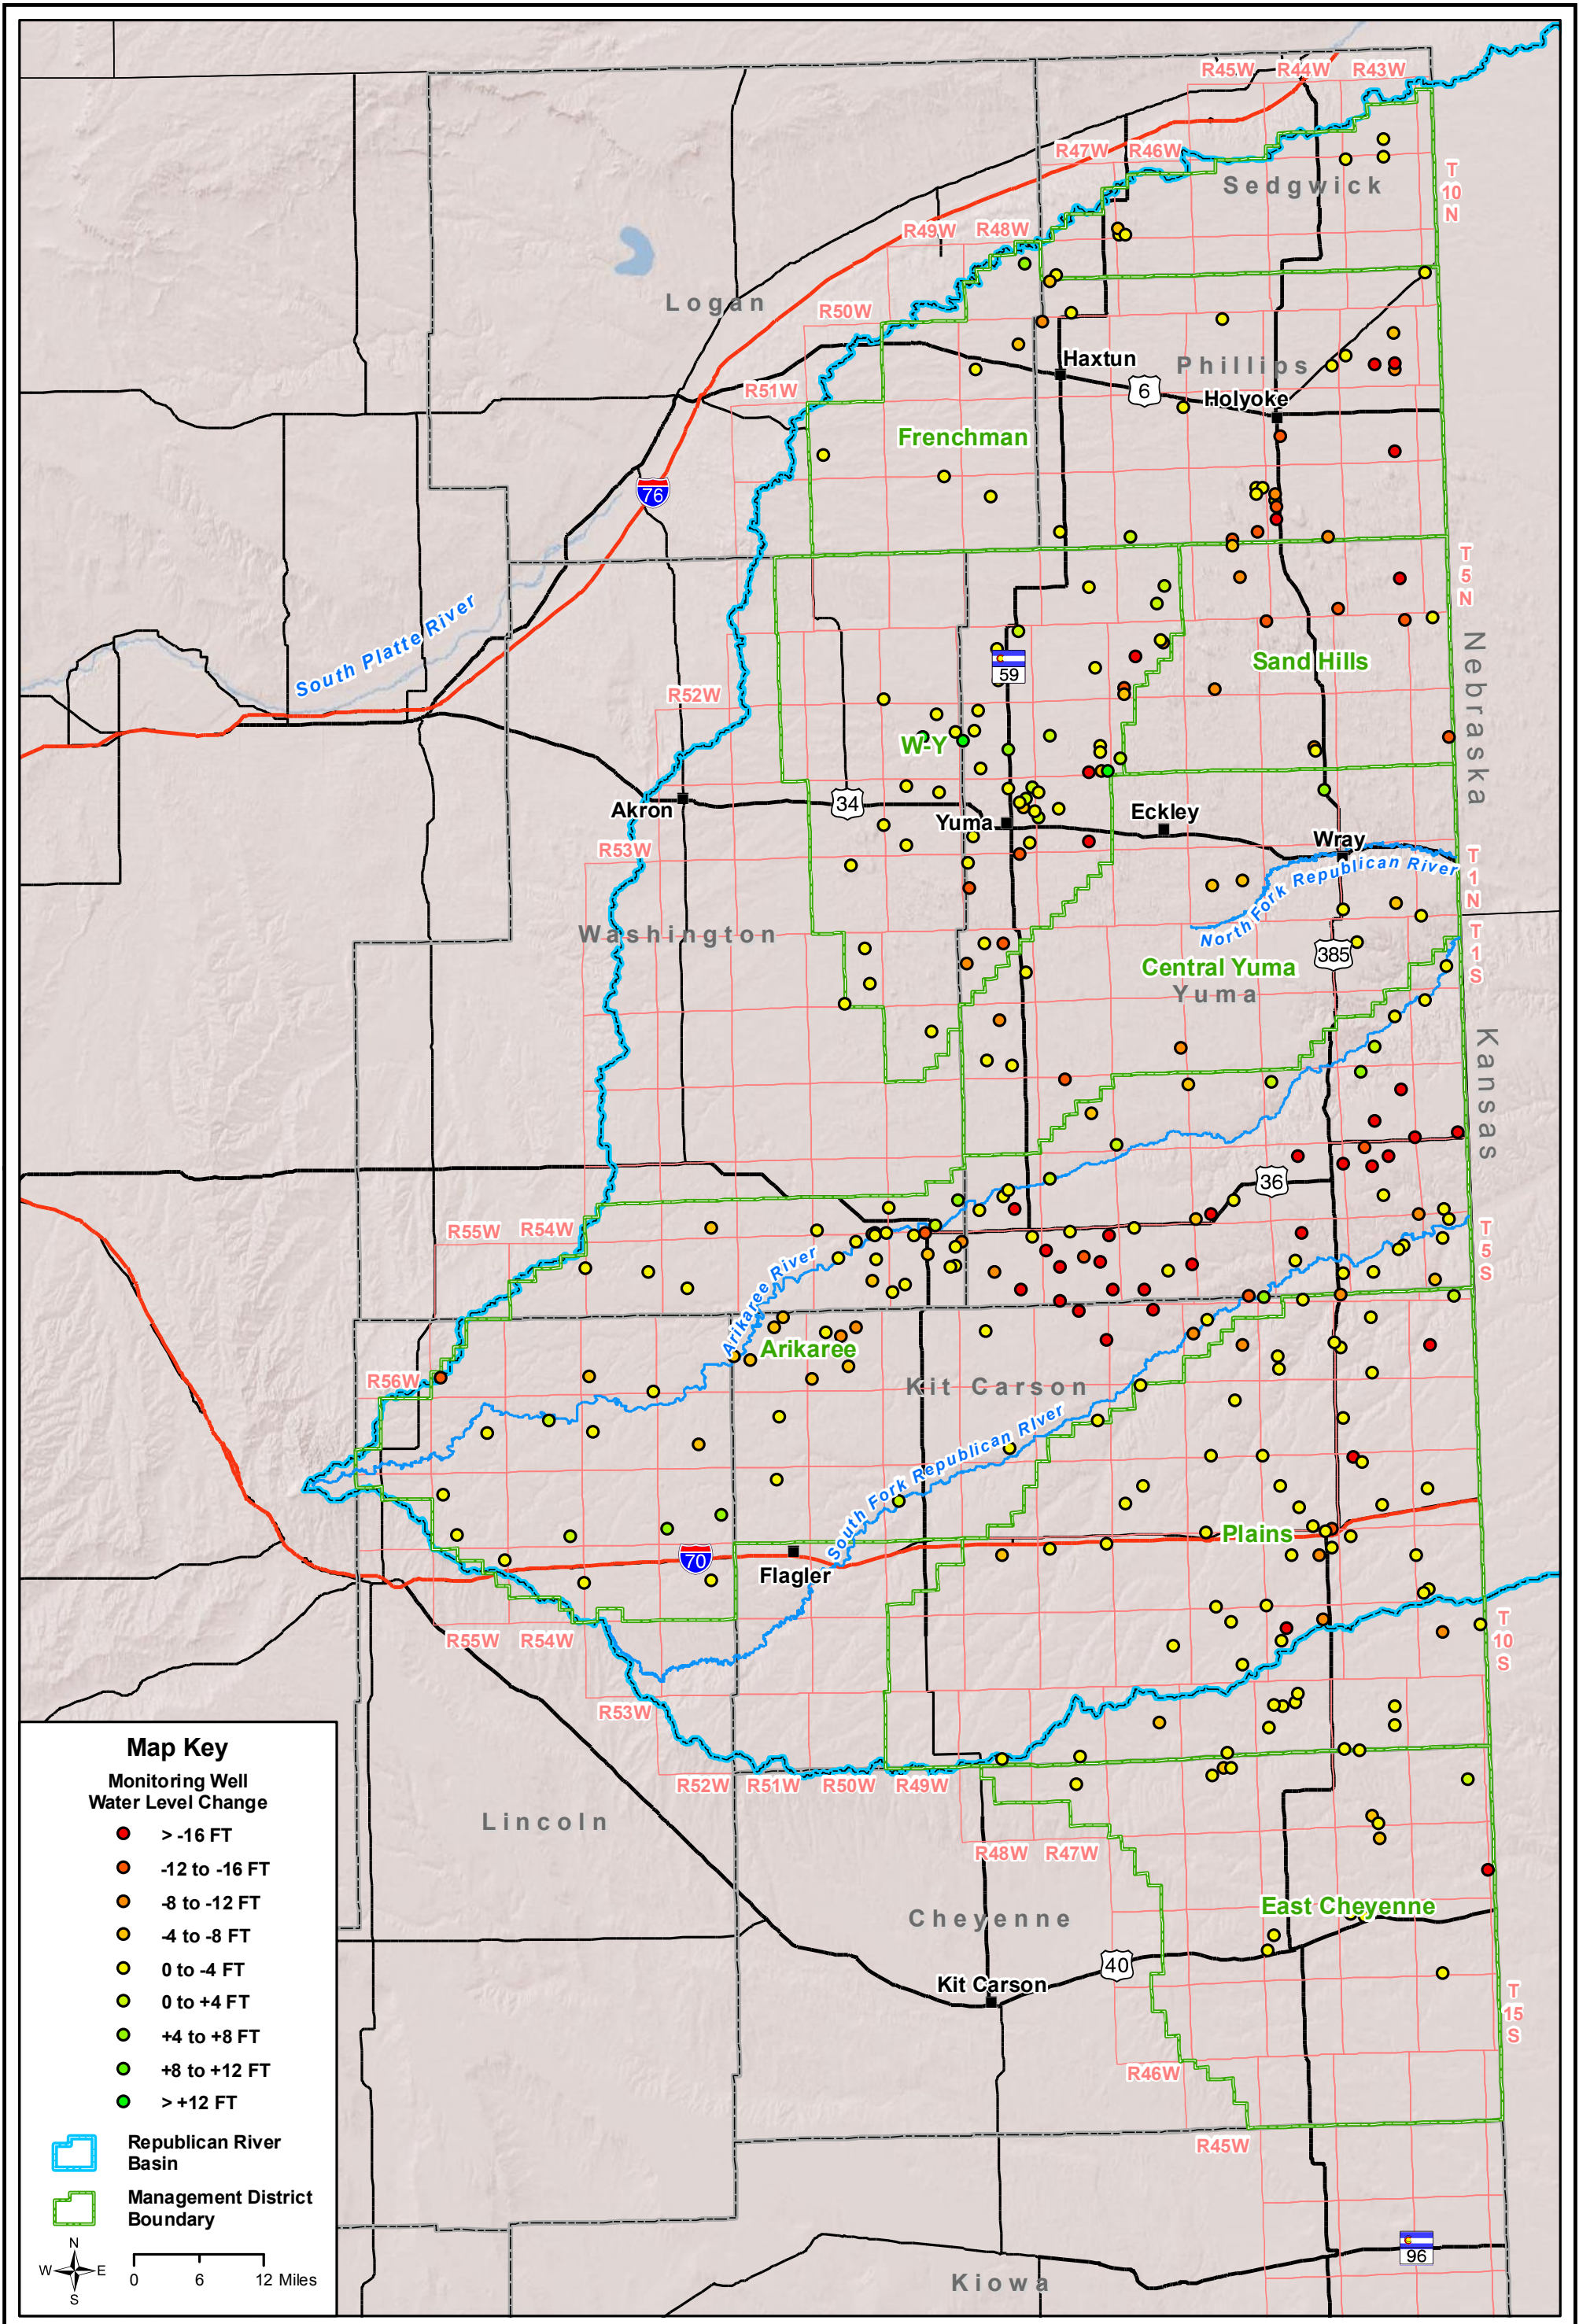 R45W R44W R43W
R47W R46W
Sedgwick
T
10
N
R49W R48W
Logan
R50W
Haxtun
Phillips
6
Holyoke
R51W
Frenchman
76
T
5
N
South Platte River
Nebraska
59
Sand Hills
R52W
W-Y
34
Akron
Yuma
Eckley
Wray
R53W
North Fork Republican River
T
1
N
Washington
T
1
S
385
Central Yuma
Yuma
Kansas
36
R55W R54W
T
5
S
Arikaree River
Arikaree
R56W
Kit Carson
South Fork Republican RIver
Plains
70
Flagler
R55W R54W
T
10
S
R53W
R52W R51W R50W R49W
Lincoln
R48W R47W
East Cheyenne
Cheyenne
40
Kit Carson
T
15
S
R46W
R45W
96
Kiowa
Map Key
Monitoring Well
Water Level Change
> -16 FT
-12 to -16 FT
-8 to -12 FT
-4 to -8 FT
0 to -4 FT
0 to +4 FT
+4 to +8 FT
+8 to +12 FT
> +12 FT
Republican River
Basin
Management District
Boundary
N
W E
S
0 6 12 Miles